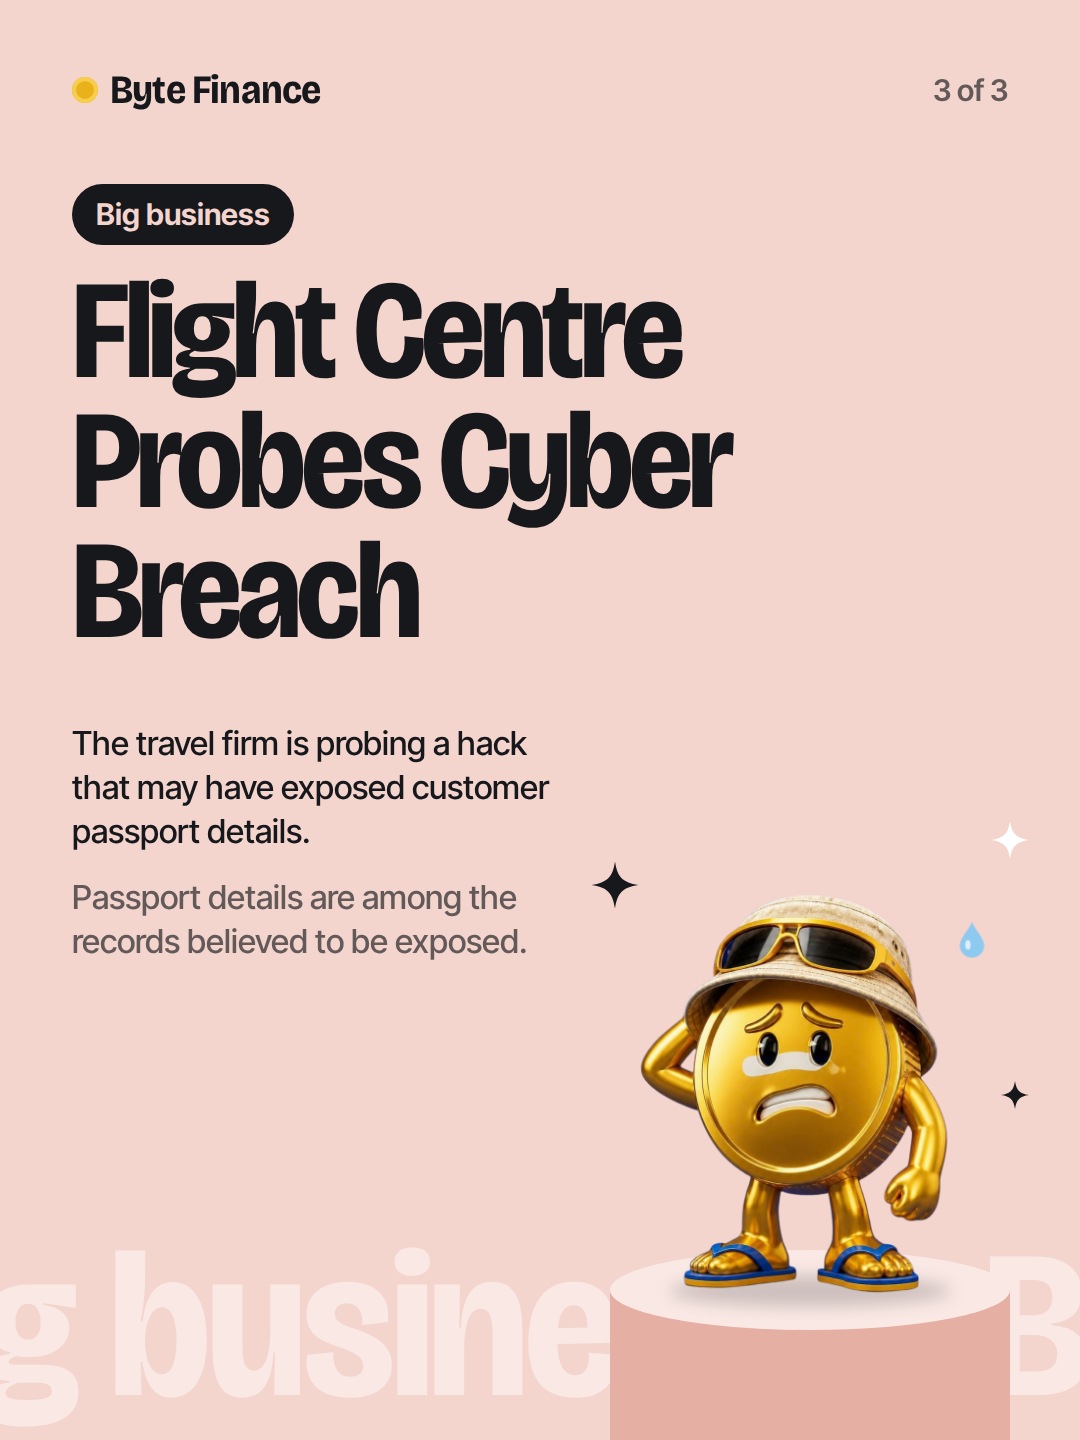 Byte Finance
3 of 3
Big business
Flight Centre
Probes Cyber
Breach
The travel firm is probing a hack
that may have exposed customer
passport details.
Passport details are among the
records believed to be exposed.
g busine B